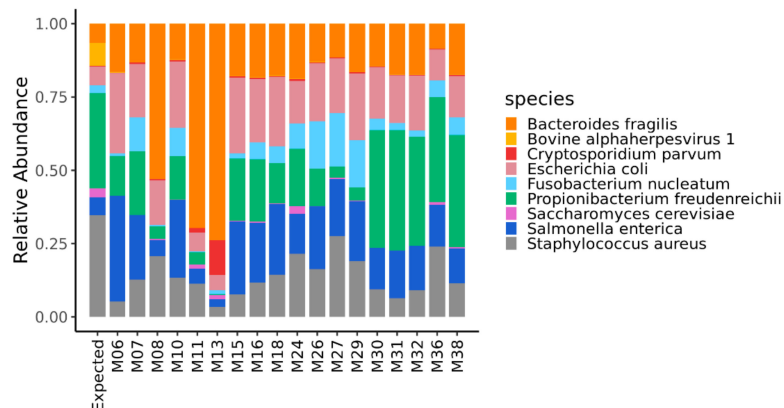 Relative Abundance
1.00
0.75
0.50
0.25
0.00
Expected
M06
M07
M08
M10
M11
M13
M15
M16
M18
M24
M26
M27
M29
M30
M31
M32
M36
M38
species
Bacteroides fragilis
Bovine alphaherpesvirus 1
Cryptosporidium parvum
Escherichia coli
Fusobacterium nucleatum
Propionibacterium freudenreichii
Saccharomyces cerevisiae
Salmonella enterica
Staphylococcus aureus